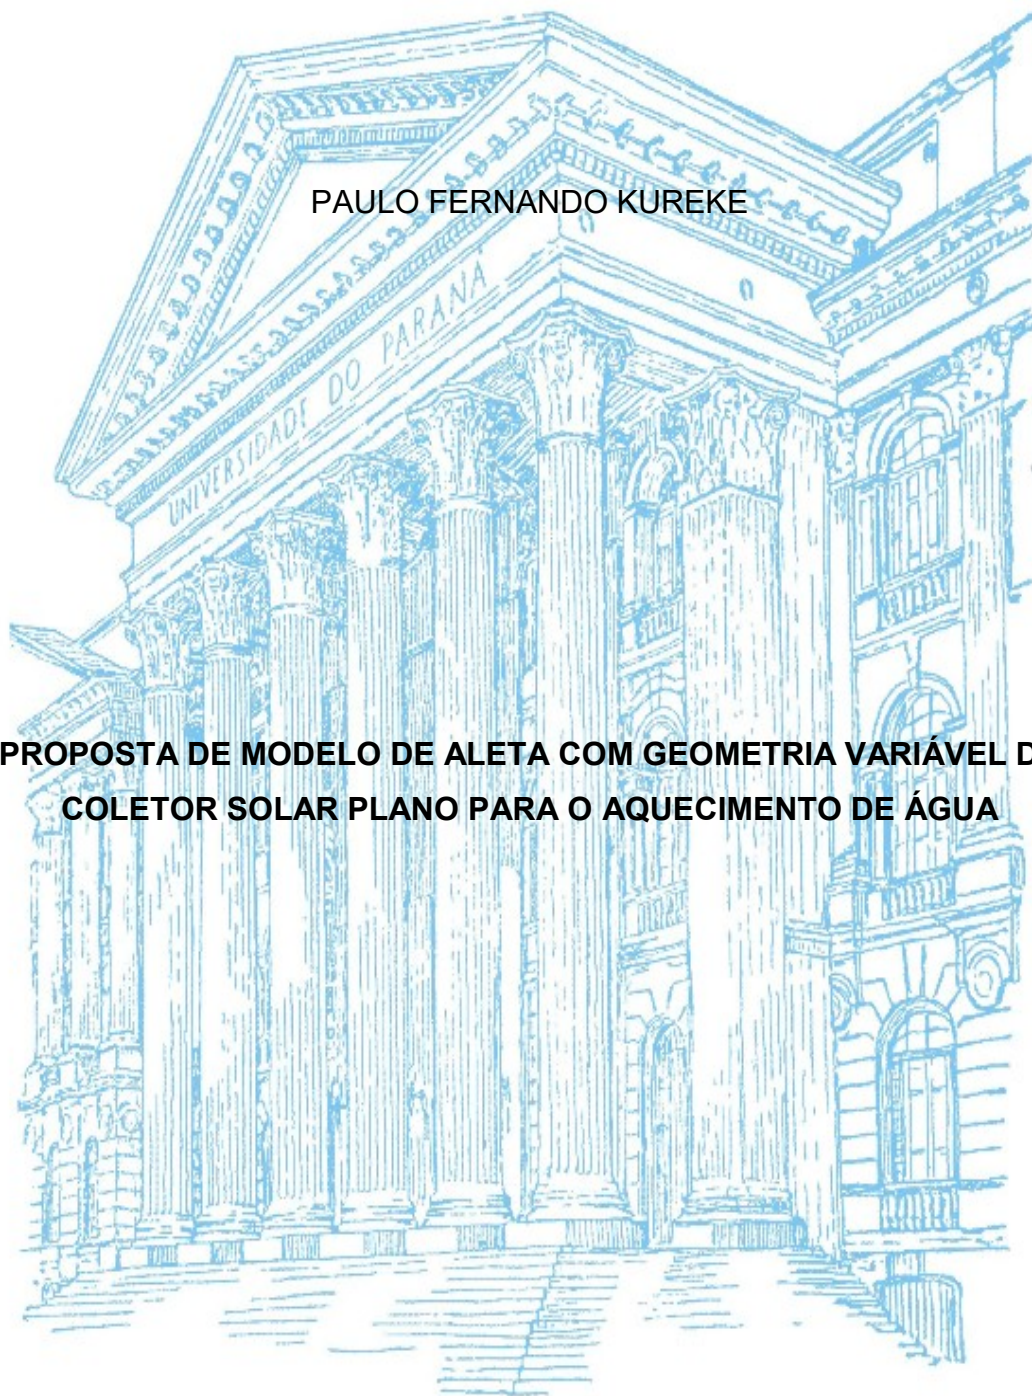 PAULO FERNANDO KUREKE
UNIVERSIDADE DO PARANÁ
PROPOSTA DE MODELO DE ALETA COM GEOMETRIA VARIÁVEL D
COLETOR SOLAR PLANO PARA O AQUECIMENTO DE ÁGUA